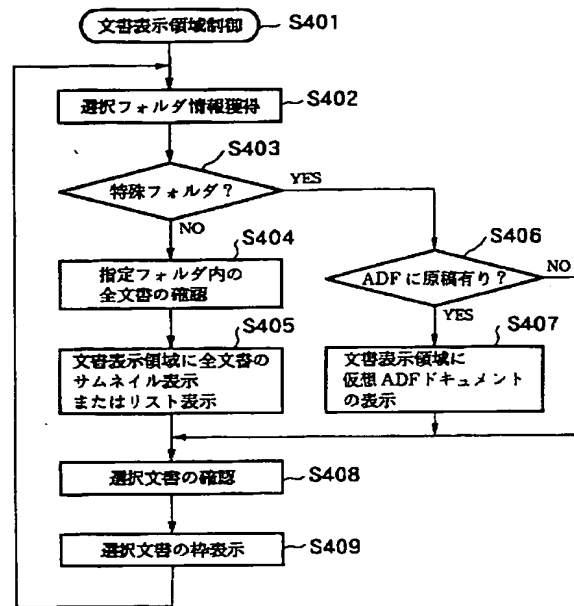 文書表示領域制御
S401
選択フォルダ情報獲得
S402
S403
特殊フォルダ?
YES
NO
S404
指定フォルダ内の
全文書の確認
S406
ADFに原稿有り?
NO
YES
S405
文書表示領域に全文書の
サムネイル表示
またはリスト表示
S407
文書表示領域に
仮想ADFドキュメント
の表示
選択文書の確認
S408
選択文書の枠表示
S409